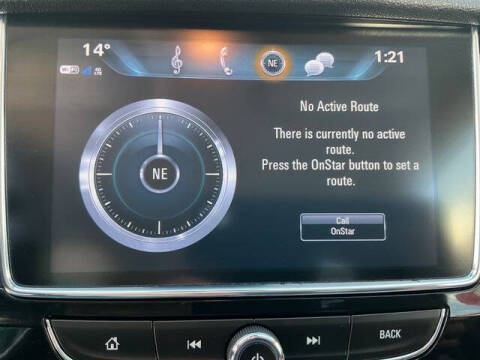 14°
NE
1:21
WiFi
No Active Route
There is currently no active
route.
Press the OnStar button to set a
route.
NE
Call
OnStar
BACK